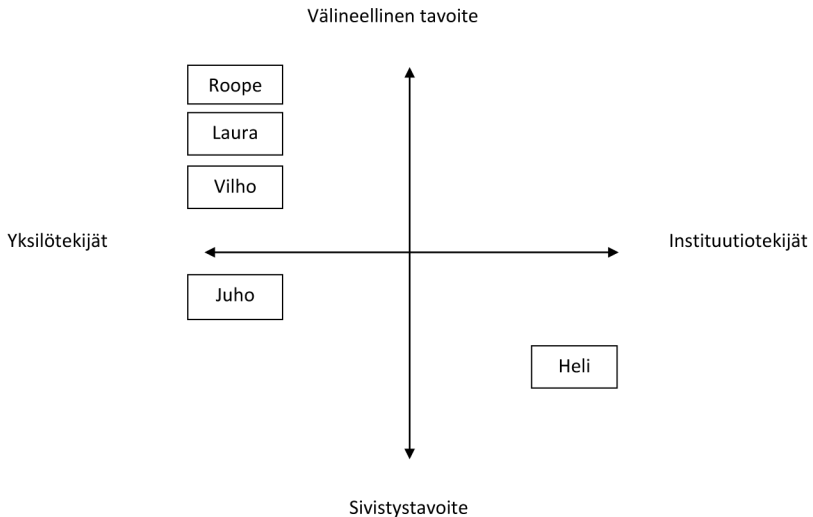 Välineellinen tavoite
Roope
Laura
Vilho
Yksilötekijät
Instituutiotekijät
Juho
Heli
Sivistystavoite